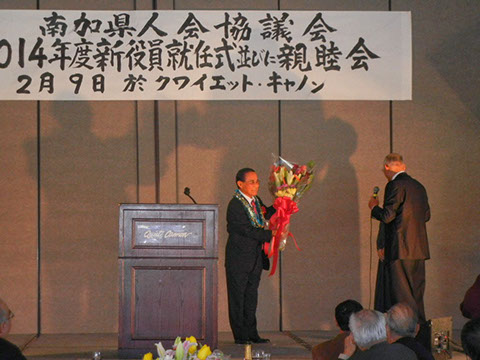 南加県人会協議会
2014年度新役員就任式並びに親睦会
2月9日 於 クワイエット・キャノン
Quiet Cannon